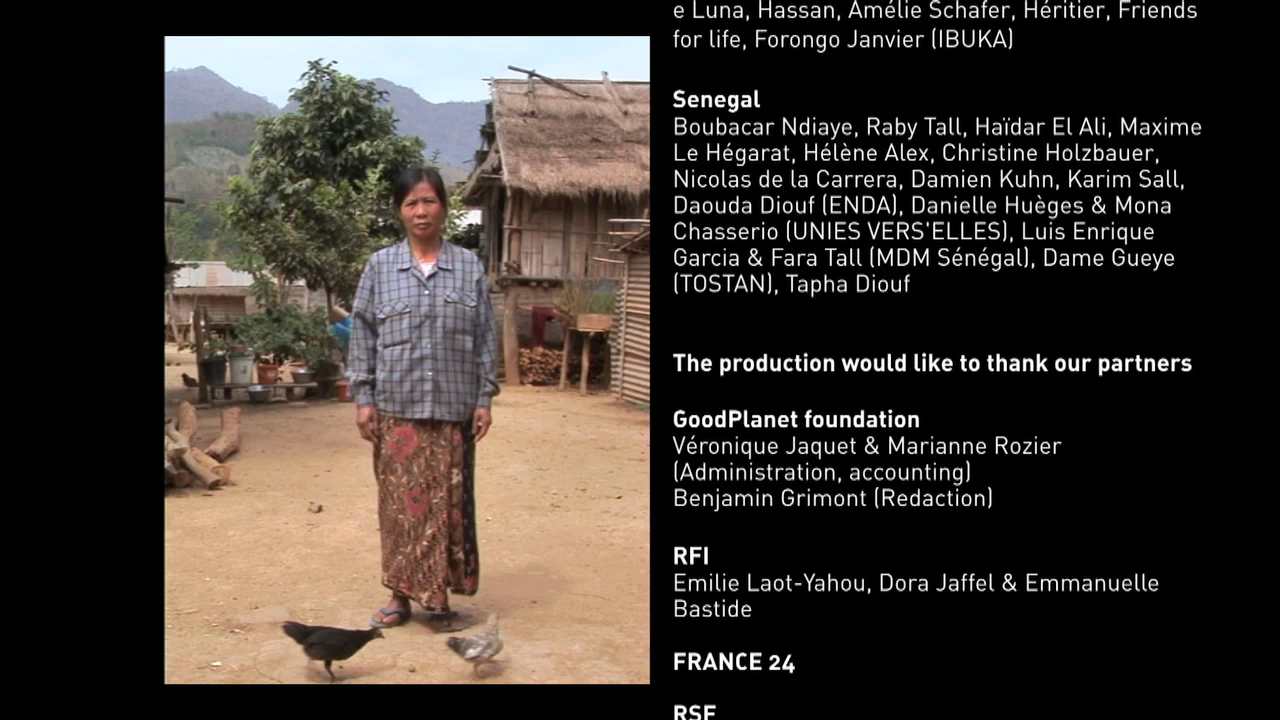 e Luna, Hassan, Amélie Schafer, Héritier, Friends
for life, Forongo Janvier (IBUKA)
Senegal
Boubacar Ndiaye, Raby Tall, Haïdar El Ali, Maxime
Le Hégarat, Hélène Alex, Christine Holzbauer,
Nicolas de la Carrera, Damien Kuhn, Karim Sall,
Daouda Diouf (ENDA), Danielle Huèges & Mona
Chasserio (UNIES VERS'ELLES), Luis Enrique
Garcia & Fara Tall (MDM Sénégal), Dame Gueye
(TOSTAN), Tapha Diouf
The production would like to thank our partners
GoodPlanet foundation
Véronique Jaquet & Marianne Rozier
(Administration, accounting)
Benjamin Grimont (Redaction)
RFI
Emilie Laot-Yahou, Dora Jaffel & Emmanuelle
Bastide
FRANCE 24
RSF